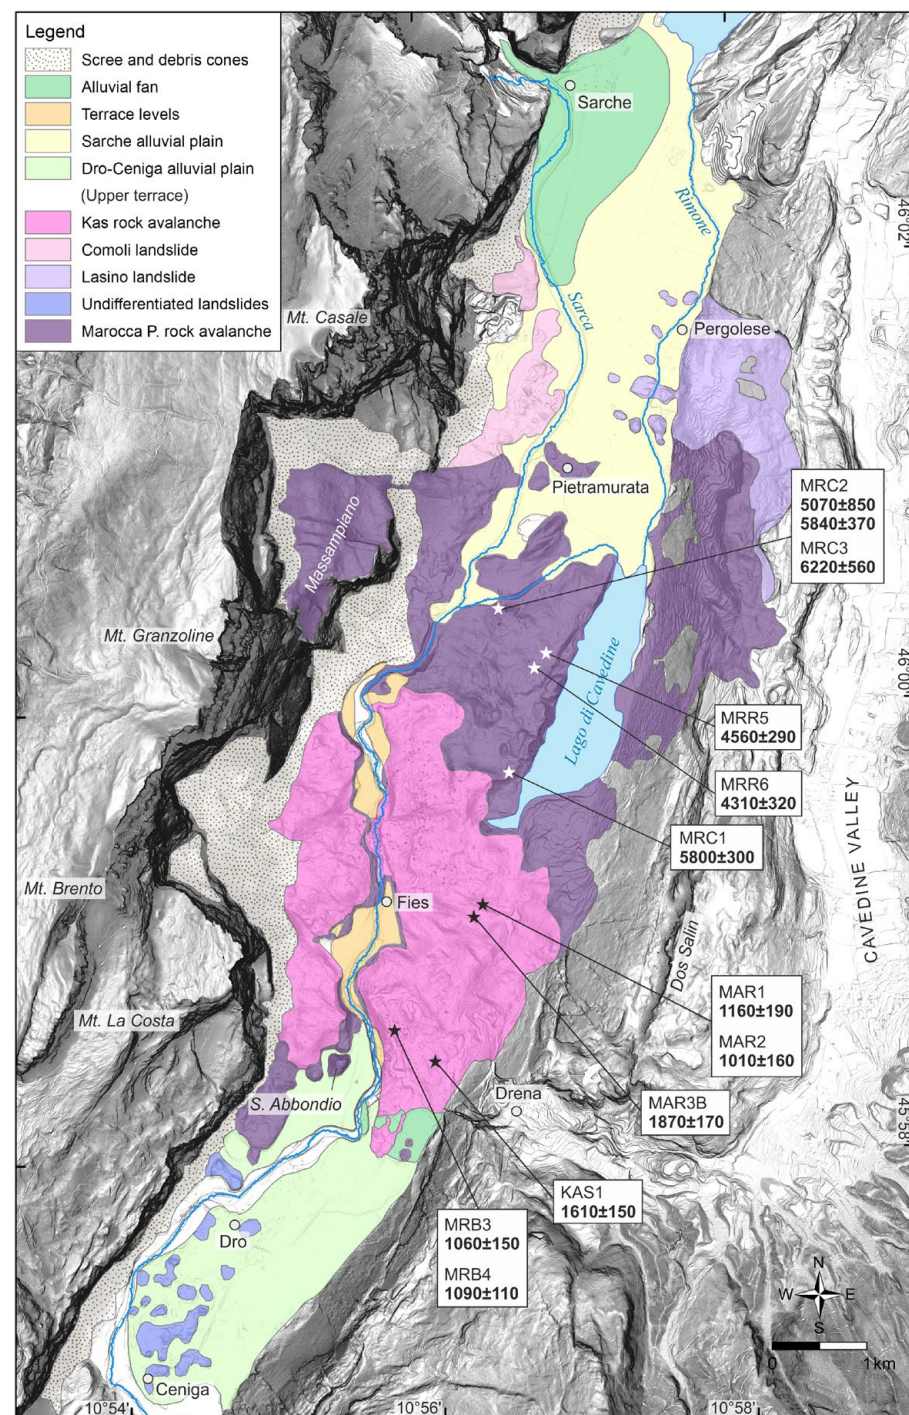 Legend
Scree and debris cones
Alluvial fan
Terrace levels
Sarche alluvial plain
Dro-Ceniga alluvial plain
(Upper terrace)
Kas rock avalanche
Comoli landslide
Lasino landslide
Undifferentiated landslides
Marocca P. rock avalanche
Sarche
Rimone
46°02'
Sarca
Mt. Casale
Pergolese
Pietramurata
MRC2
5070±850
5840±370
MRC3
6220±560
Massampiano
Mt. Granzoline
46°00'
Lago di Cavedine
MRR5
4560±290
MRR6
4310±320
MRC1
5800±300
CAVEDINE VALLEY
Mt. Brento
Fies
Dos Salin
Mt. La Costa
MAR1
1160±190
MAR2
1010±160
S. Abbondio
Drena
MAR3B
1870±170
45°58'
KAS1
1610±150
MRB3
1060±150
MRB4
1090±110
Dro
N
W E
S
0 1km
Ceniga
10°54' 10°56' 10°58'